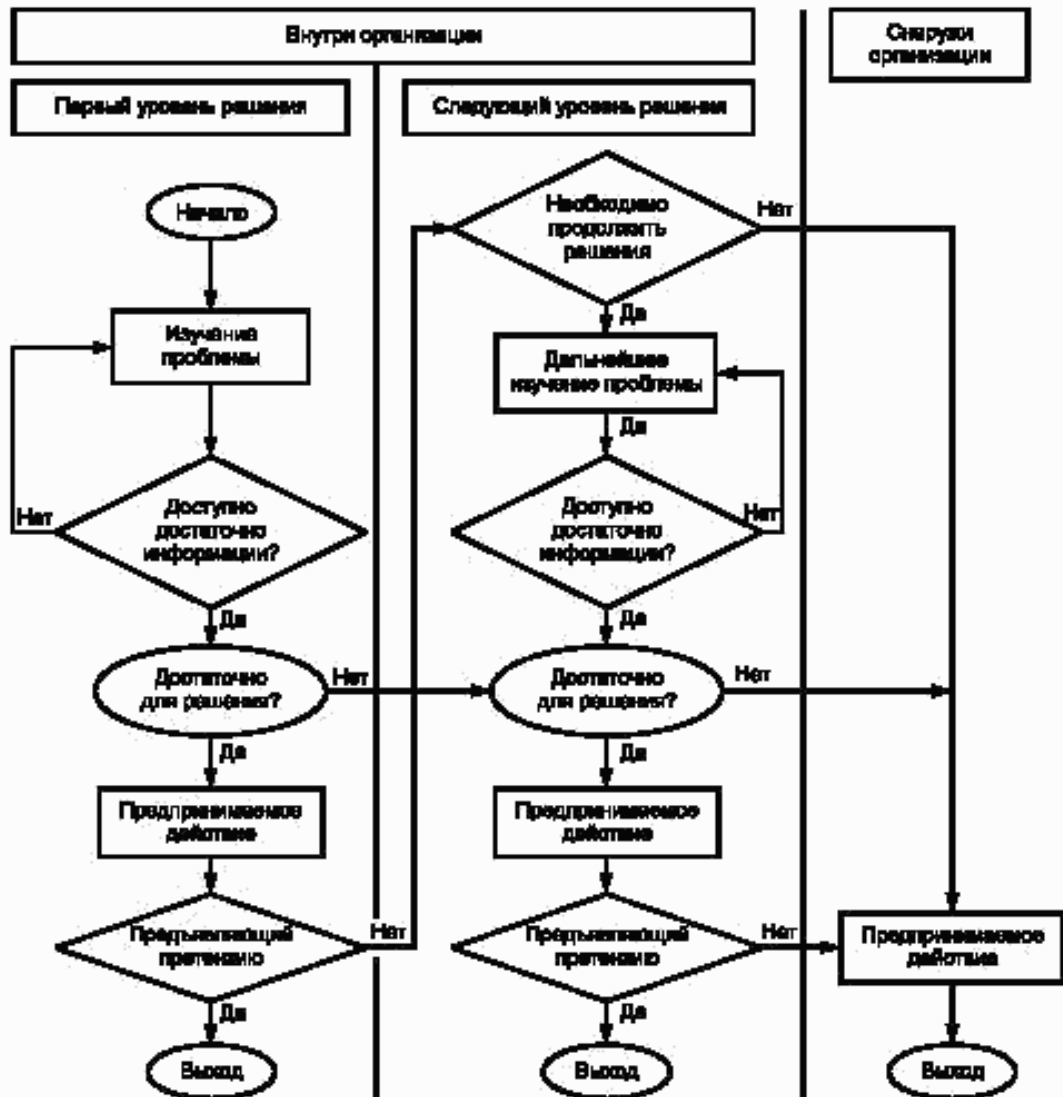 Внутри организации
Снаружи
организации
Первый уровень решения
Следующий уровень решения
Начало
Необходимо
продолжить
решения
Нет
Да
Изучение
проблемы
Дальнейшее
изучение проблемы
Да
Нет
Доступно
достаточно
информации?
Доступно
достаточно
информации?
Нет
Да
Да
Достаточно
для решения?
Нет
Достаточно
для решения?
Нет
Да
Да
Предпринимаемое
действие
Предпринимаемое
действие
Предъявляющий
претензию
Нет
Предъявляющий
претензию
Нет
Предпринимаемое
действие
Да
Да
Выход
Выход
Выход